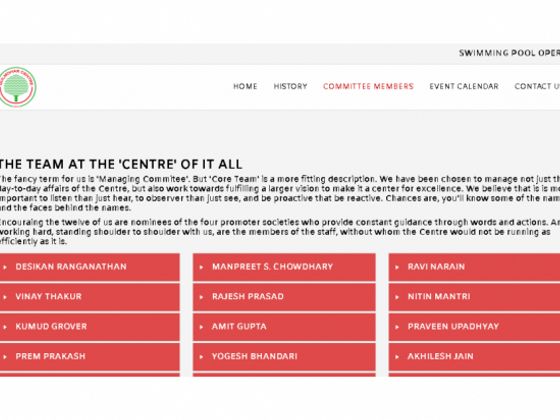 SWIMMING POOL OPER
HOME HISTORY COMMITTEE MEMBERS EVENT CALENDAR CONTACT U
THE TEAM AT THE 'CENTRE' OF IT ALL
The fancy term for us is 'Managing Commitee'. But 'Core Team' is a more fitting description. We have been chosen to manage not just th
day-to-day affairs of the Centre, but also work towards fulfilling a larger vision to make it a center for excellence. We believe that is is mo
important to listen than just hear, to observer than just see, and be proactive that be reactive. Chances are, you'll know some of the nam
and the faces behind the names.
Encouraing the twelve of us are nominees of the four promoter societies who provide constant guidance through words and actions. An
working hard, standing shoulder to shoulder with us, are the members of the staff, without whom the Centre would not be running as
efficiently as it is.
DESIKAN RANGANATHAN MANPREET S. CHOWDHARY RAVI NARAIN
VINAY THAKUR RAJESH PRASAD NITIN MANTRI
KUMUD GROVER AMIT GUPTA PRAVEEN UPADHYAY
PREM PRAKASH YOGESH BHANDARI AKHILESH JAIN